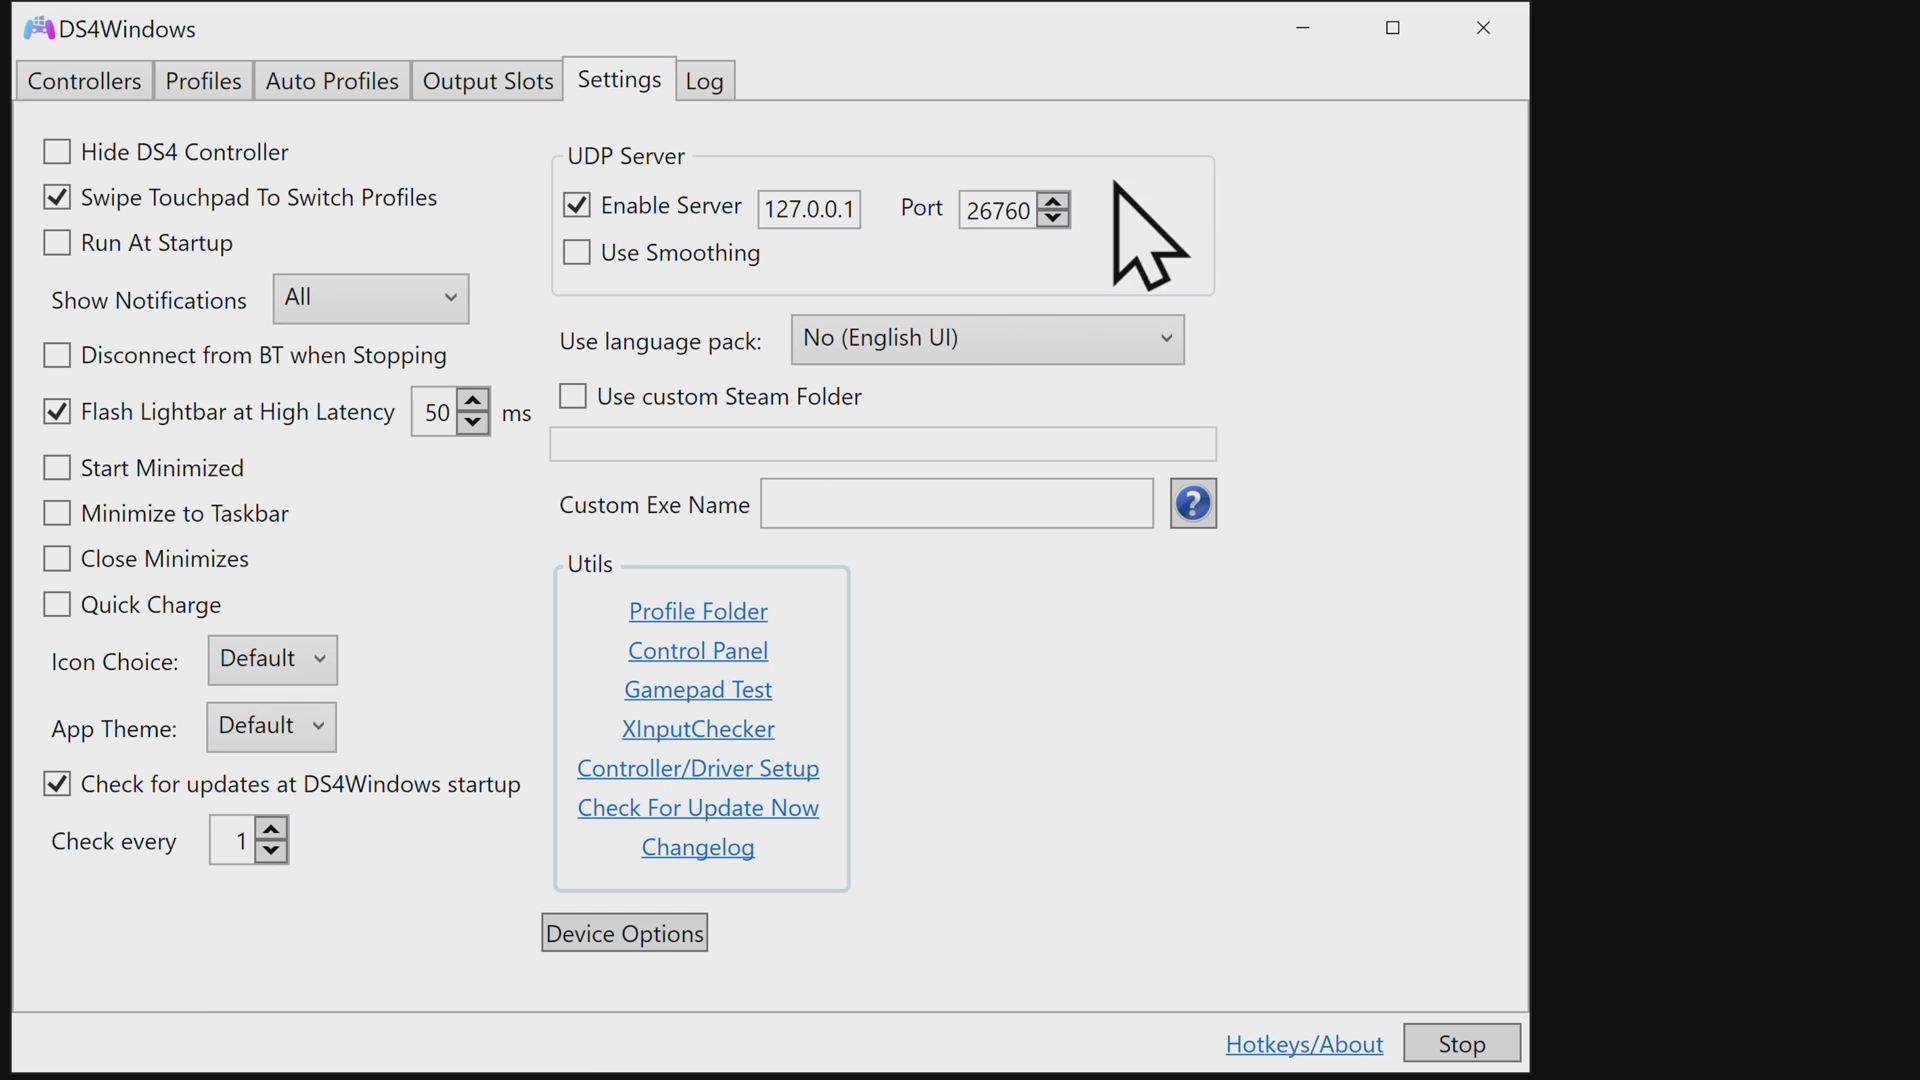 DS4Windows
Controllers Profiles Auto Profiles Output Slots Settings Log
Hide DS4 Controller
Swipe Touchpad To Switch Profiles
Run At Startup
Show Notifications All
Disconnect from BT when Stopping
Flash Lightbar at High Latency 50 ms
Start Minimized
Minimize to Taskbar
Close Minimizes
Quick Charge
Icon Choice: Default
App Theme: Default
Check for updates at DS4Windows startup
Check every 1
UDP Server
Enable Server 127.0.0.1 Port 26760
Use Smoothing
Use language pack: No (English UI)
Use custom Steam Folder
Custom Exe Name ?
Utils
Profile Folder
Control Panel
Gamepad Test
XInputChecker
Controller/Driver Setup
Check For Update Now
Changelog
Device Options
Hotkeys/About Stop